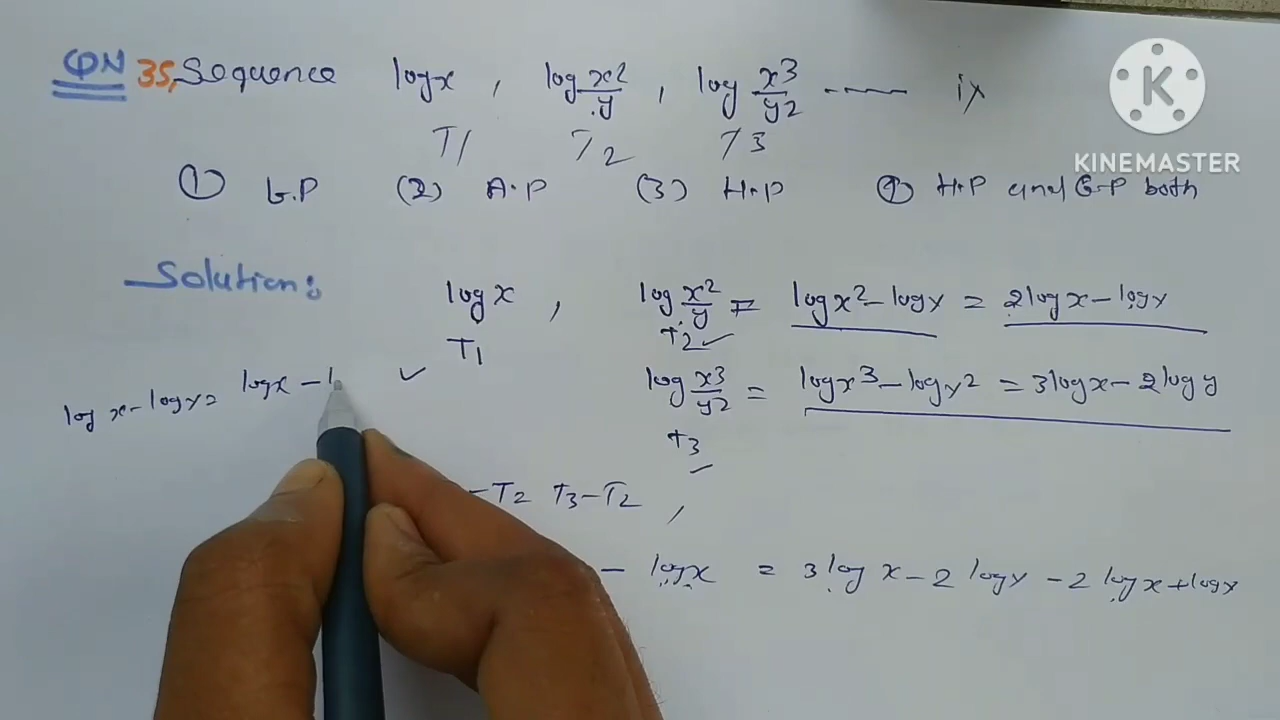 QN 35, Sequence log x , log x2/y , log x3/y2 ------ is
T1 T2 T3
① G.P (2) A.P (3) H.P ④ H.P and G-P both
K
KINEMASTER
Solution:
log x , log x2/y = log x2 - log y = 2 log x - log y
T1 T2 ✓
log x - log y = log x - l ✓ log x3/y2 = log x3 - log y2 = 3 log x - 2 log y
T3
- T2 T3 - T2 ,
- log x = 3 log x - 2 log y - 2 log x + log y